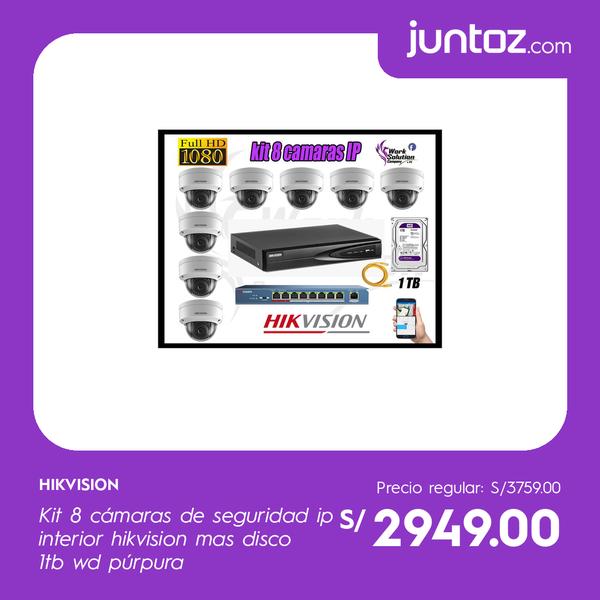 juntoz.com
Full HD
1080
kit 8 camaras IP
Work
Solution
Company
1 TB
HIKVISION
HIKVISION
Precio regular: S/3759.00
Kit 8 cámaras de seguridad ip
interior hikvision mas disco
1tb wd púrpura
S/ 2949.00